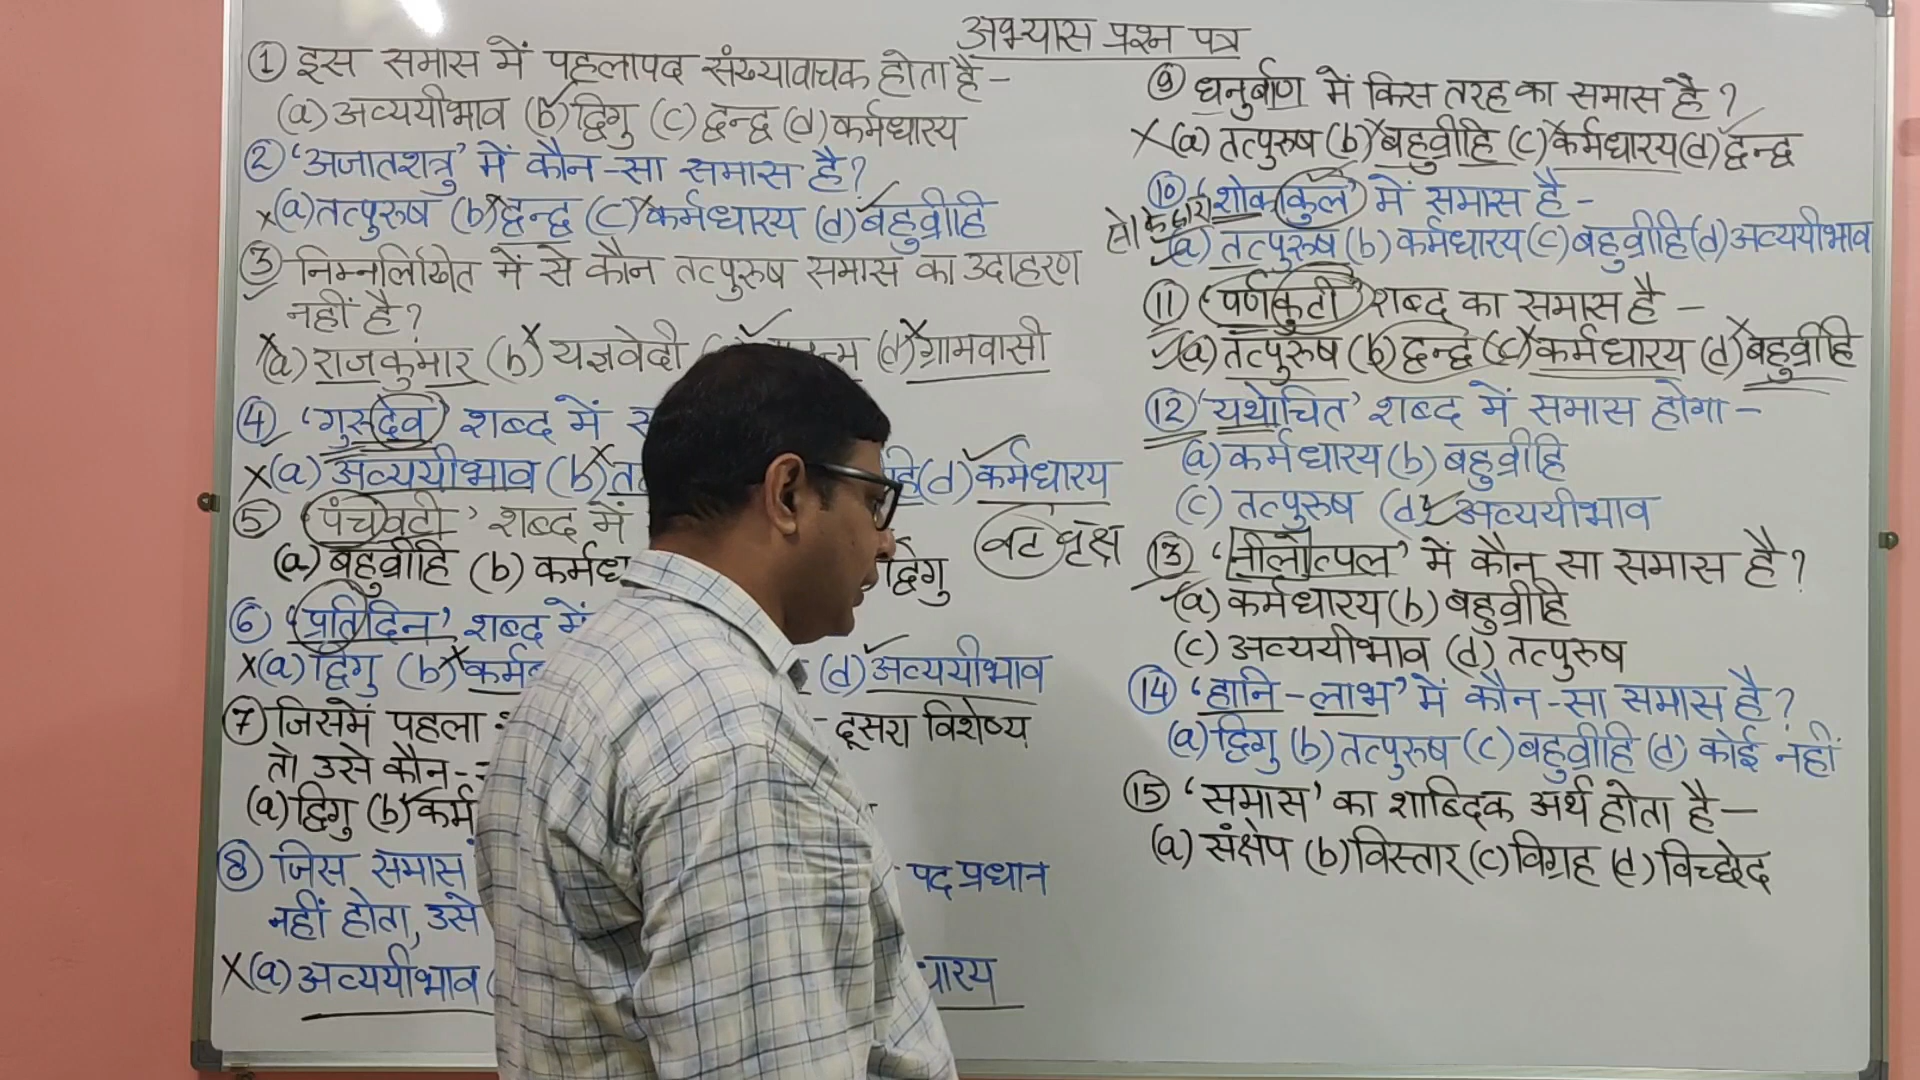 अभ्यास प्रश्न पत्र
① इस समास में पहलापद संख्यावाचक होता है –
(a) अव्ययीभाव (b) द्विगु (c) द्वन्द्व (d) कर्मधारय
② 'अजातशत्रु' में कौन-सा समास है?
(a) तत्पुरुष (b) द्वन्द्व (c) कर्मधारय (d) बहुव्रीहि
③ निम्नलिखित में से कौन तत्पुरुष समास का उदाहरण
नहीं है?
(a) राजकुमार (b) यज्ञवेदी (d) ग्रामवासी
④ 'गुरुदेव' शब्द में
(a) अव्ययीभाव (b) (d) कर्मधारय
⑤ 'पंचवटी' शब्द में
वट वृक्ष
(a) बहुव्रीहि (b) द्विगु
⑥ 'प्रतिदिन' शब्द में
(a) द्विगु (b) (d) अव्ययीभाव
⑦ जिसमें पहला दूसरा विशेष्य
तो उसे
(a) द्विगु (b)
⑧ जिस समास पद प्रधान
नहीं होता, उसे
(a) अव्ययीभाव
⑨ धनुर्बाण में किस तरह का समास है?
(a) तत्पुरुष (b) बहुव्रीहि (c) कर्मधारय (d) द्वन्द्व
⑩ 'शोकाकुल' में समास है –
(a) तत्पुरुष (b) कर्मधारय (c) बहुव्रीहि (d) अव्ययीभाव
⑪ 'पर्णकुटी' शब्द का समास है –
(a) तत्पुरुष (b) द्वन्द्व (c) कर्मधारय (d) बहुव्रीहि
⑫ 'यथोचित' शब्द में समास होगा –
(a) कर्मधारय (b) बहुव्रीहि
(c) तत्पुरुष (d) अव्ययीभाव
⑬ 'नीलोत्पल' में कौन सा समास है?
(a) कर्मधारय (b) बहुव्रीहि
(c) अव्ययीभाव (d) तत्पुरुष
⑭ 'हानि-लाभ' में कौन-सा समास है?
(a) द्विगु (b) तत्पुरुष (c) बहुव्रीहि (d) कोई नहीं
⑮ 'समास' का शाब्दिक अर्थ होता है –
(a) संक्षेप (b) विस्तार (c) विग्रह (d) विच्छेद